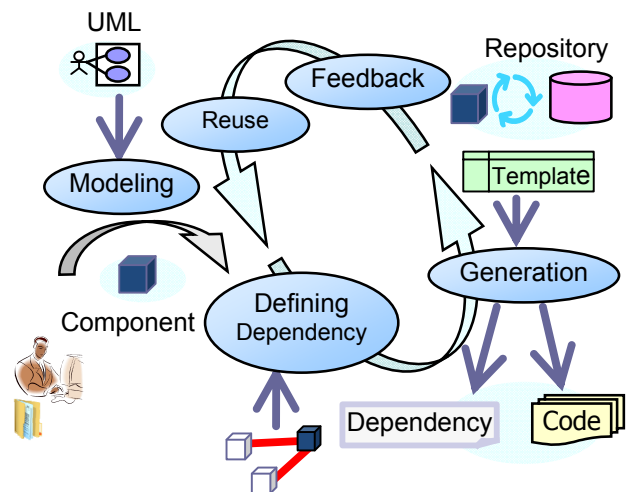 UML
Repository
Feedback
Reuse
Modeling
Template
Generation
Component
Defining
Dependency
Dependency
Code